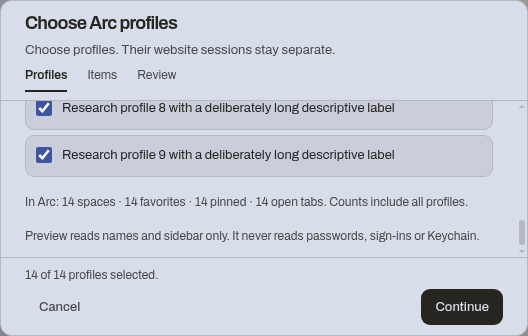 Choose Arc profiles
Choose profiles. Their website sessions stay separate.
Profiles Items Review
Research profile 8 with a deliberately long descriptive label
Research profile 9 with a deliberately long descriptive label
In Arc: 14 spaces · 14 favorites · 14 pinned · 14 open tabs. Counts include all profiles.
Preview reads names and sidebar only. It never reads passwords, sign-ins or Keychain.
14 of 14 profiles selected.
Cancel Continue